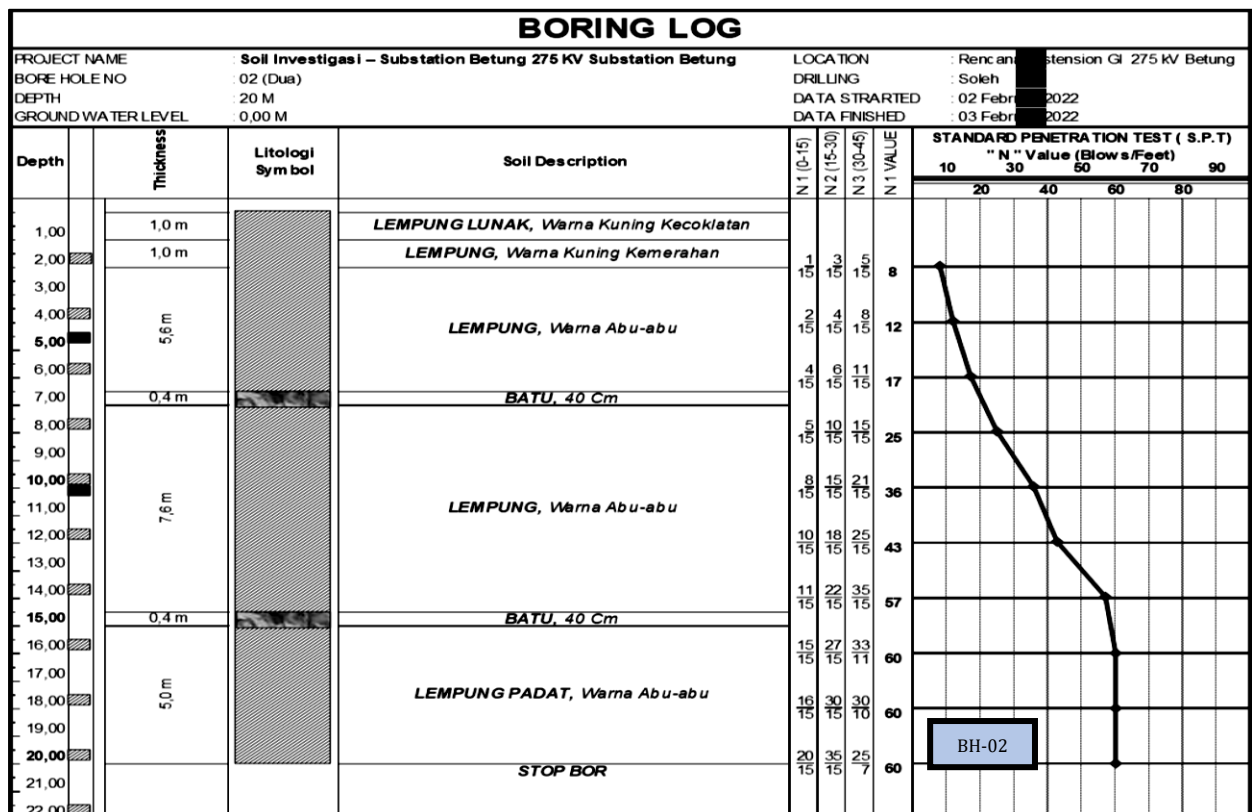 BORING LOG
PROJECT NAME : Soil Investigasi – Substation Betung 275 KV Substation Betung
BORE HOLE NO : 02 (Dua)
DEPTH : 20 M
GROUND WATER LEVEL : 0,00 M
LOCATION : Rencana stension GI 275 kV Betung
DRILLING : Soleh
DATA STRARTED : 02 Febr 2022
DATA FINISHED : 03 Febr 2022
Depth Thickness Litologi Symbol Soil Description N 1 (0-15) N 2 (15-30) N 3 (30-45) N 1 VALUE
STANDARD PENETRATION TEST ( S.P.T)
" N " Value (Blows/Feet)
10 30 50 70 90
20 40 60 80
1,00 1,0 m LEMPUNG LUNAK, Warna Kuning Kecoklatan
2,00 1,0 m LEMPUNG, Warna Kuning Kemerahan 1/15 3/15 5/15 8
3,00
4,00 5,6 m LEMPUNG, Warna Abu-abu 2/15 4/15 8/15 12
5,00
6,00 4/15 6/15 11/15 17
7,00 0,4 m BATU, 40 Cm
8,00 5/15 10/15 15/15 25
9,00
10,00 8/15 15/15 21/15 36
11,00 7,6 m LEMPUNG, Warna Abu-abu
12,00 10/15 18/15 25/15 43
13,00
14,00 11/15 22/15 35/15 57
15,00 0,4 m BATU, 40 Cm
16,00 15/15 27/15 33/11 60
17,00
18,00 5,0 m LEMPUNG PADAT, Warna Abu-abu 16/15 30/15 30/10 60
19,00
20,00 20/15 35/15 25/7 60
STOP BOR
21,00
22,00
BH-02